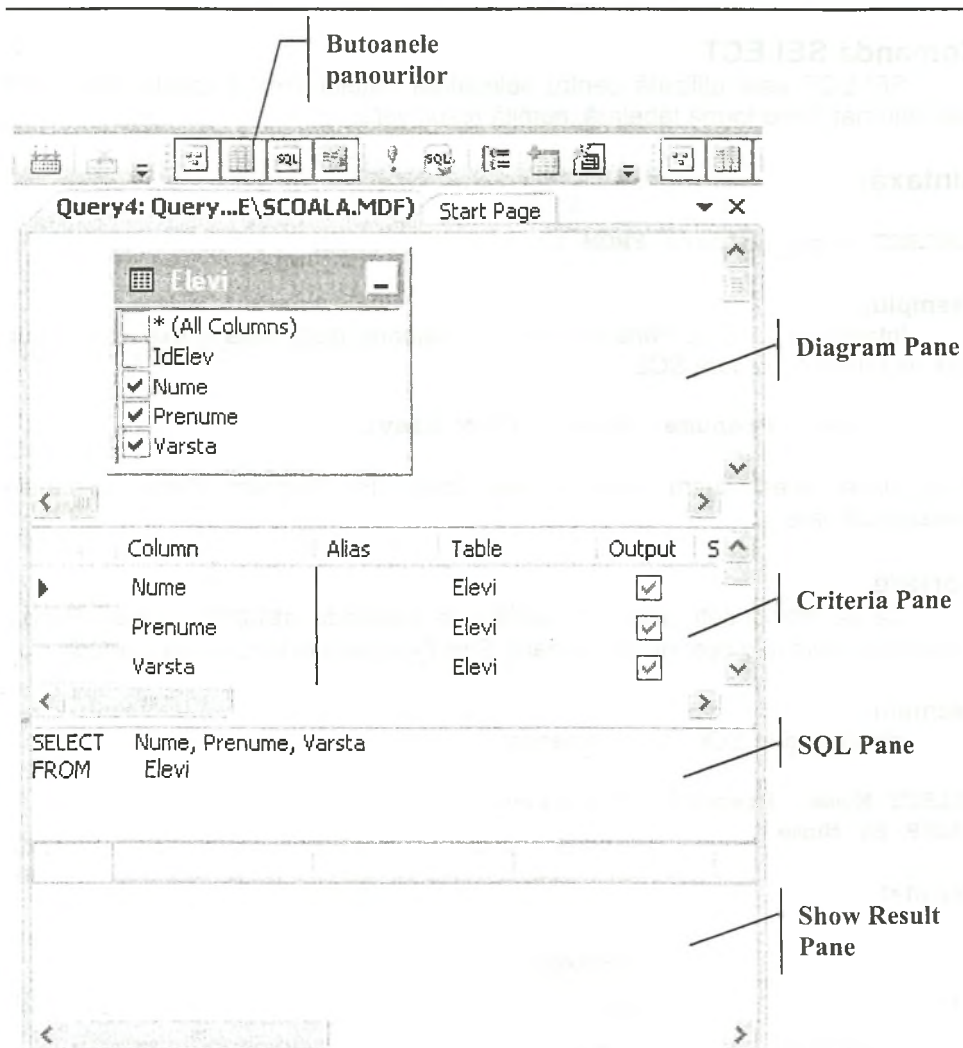 Butoanele
panourilor
SQL SQL
Query4: Query...E\SCOALA.MDF) Start Page
Elevi
* (All Columns)
IdElev
Nume
Prenume
Varsta
Diagram Pane
Column Alias Table Output S
Nume Elevi
Prenume Elevi
Varsta Elevi
Criteria Pane
SELECT Nume, Prenume, Varsta
FROM Elevi
SQL Pane
Show Result
Pane